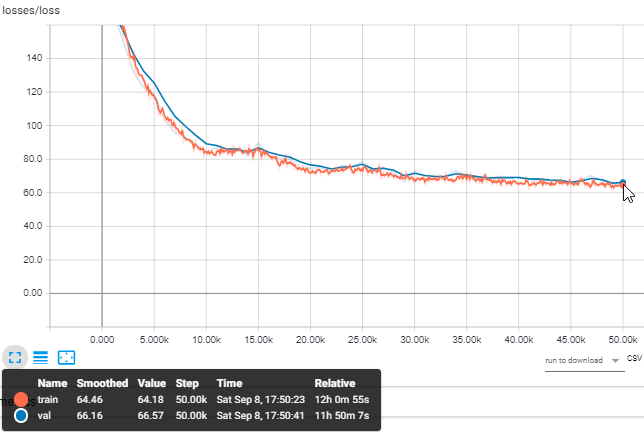 losses/loss
140
120
100
80.0
60.0
40.0
20.0
0.00
0.000 5.000k 10.00k 15.00k 20.00k 25.00k 30.00k 35.00k 40.00k 45.00k 50.00k
run to download CSV
Name Smoothed Value Step Time Relative
train 64.46 64.18 50.00k Sat Sep 8, 17:50:23 12h 0m 55s
val 66.16 66.57 50.00k Sat Sep 8, 17:50:41 11h 50m 7s